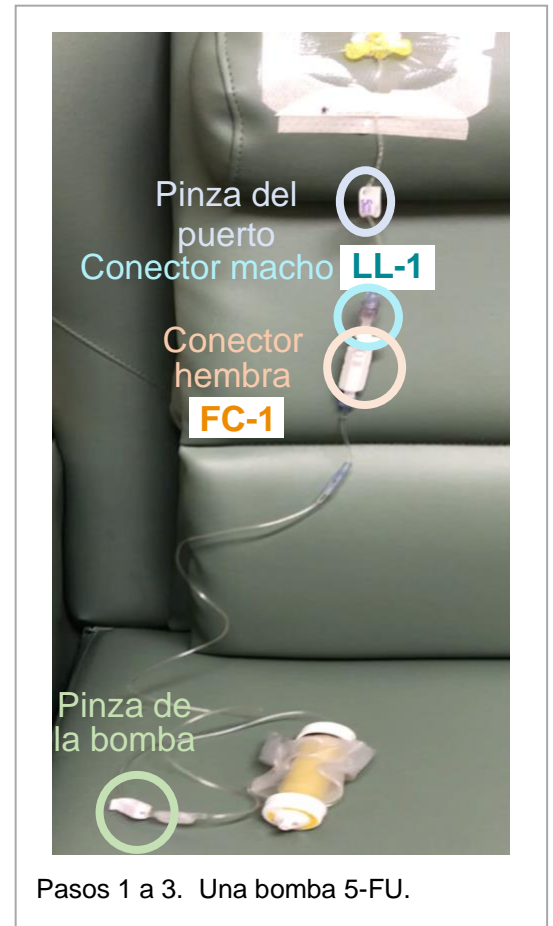 Pinza del
puerto
Conector macho LL-1
Conector
hembra
FC-1
Pinza de
la bomba
Pasos 1 a 3. Una bomba 5-FU.